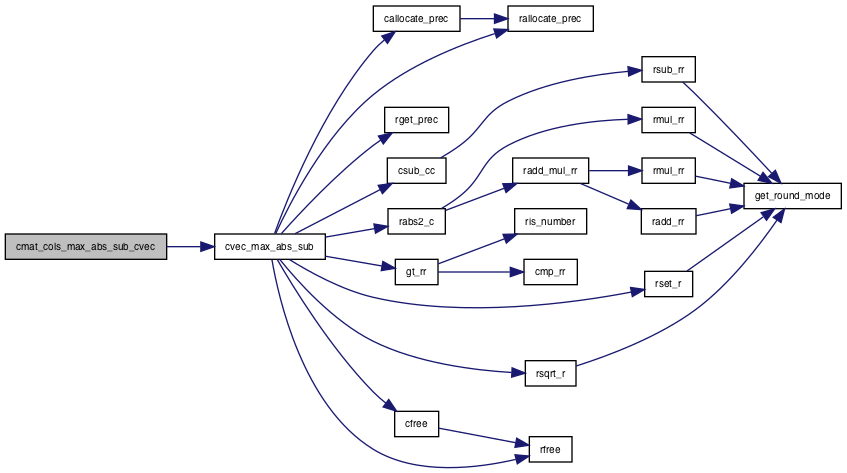 callocate_prec
rallocate_prec
rsub_rr
rget_prec
rmul_rr
csub_cc
radd_mul_rr
rmul_rr
get_round_mode
rabs2_c
ris_number
radd_rr
cmat_cols_max_abs_sub_cvec
cvec_max_abs_sub
gt_rr
cmp_rr
rset_r
rsqrt_r
cfree
rfree